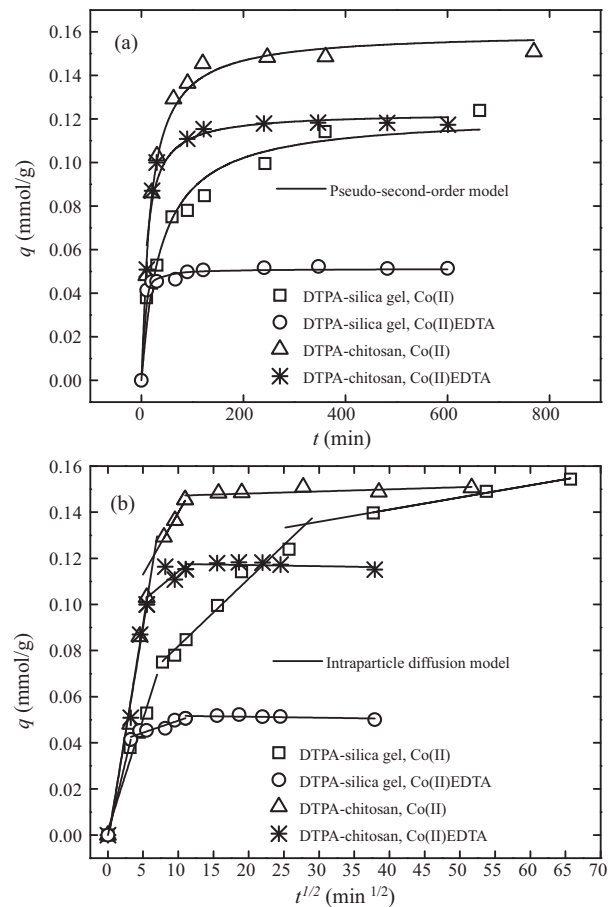 0.16
(a)
0.14
0.12
0.10
0.08
0.06
0.04
0.02
0.00
q (mmol/g)
Pseudo-second-order model
DTPA-silica gel, Co(II)
DTPA-silica gel, Co(II)EDTA
DTPA-chitosan, Co(II)
DTPA-chitosan, Co(II)EDTA
0 200 400 600 800
t (min)
0.16
(b)
0.14
0.12
0.10
0.08
0.06
0.04
0.02
0.00
q (mmol/g)
Intraparticle diffusion model
DTPA-silica gel, Co(II)
DTPA-silica gel, Co(II)EDTA
DTPA-chitosan, Co(II)
DTPA-chitosan, Co(II)EDTA
0 5 10 15 20 25 30 35 40 45 50 55 60 65 70
t^{1/2} (min ^{1/2})